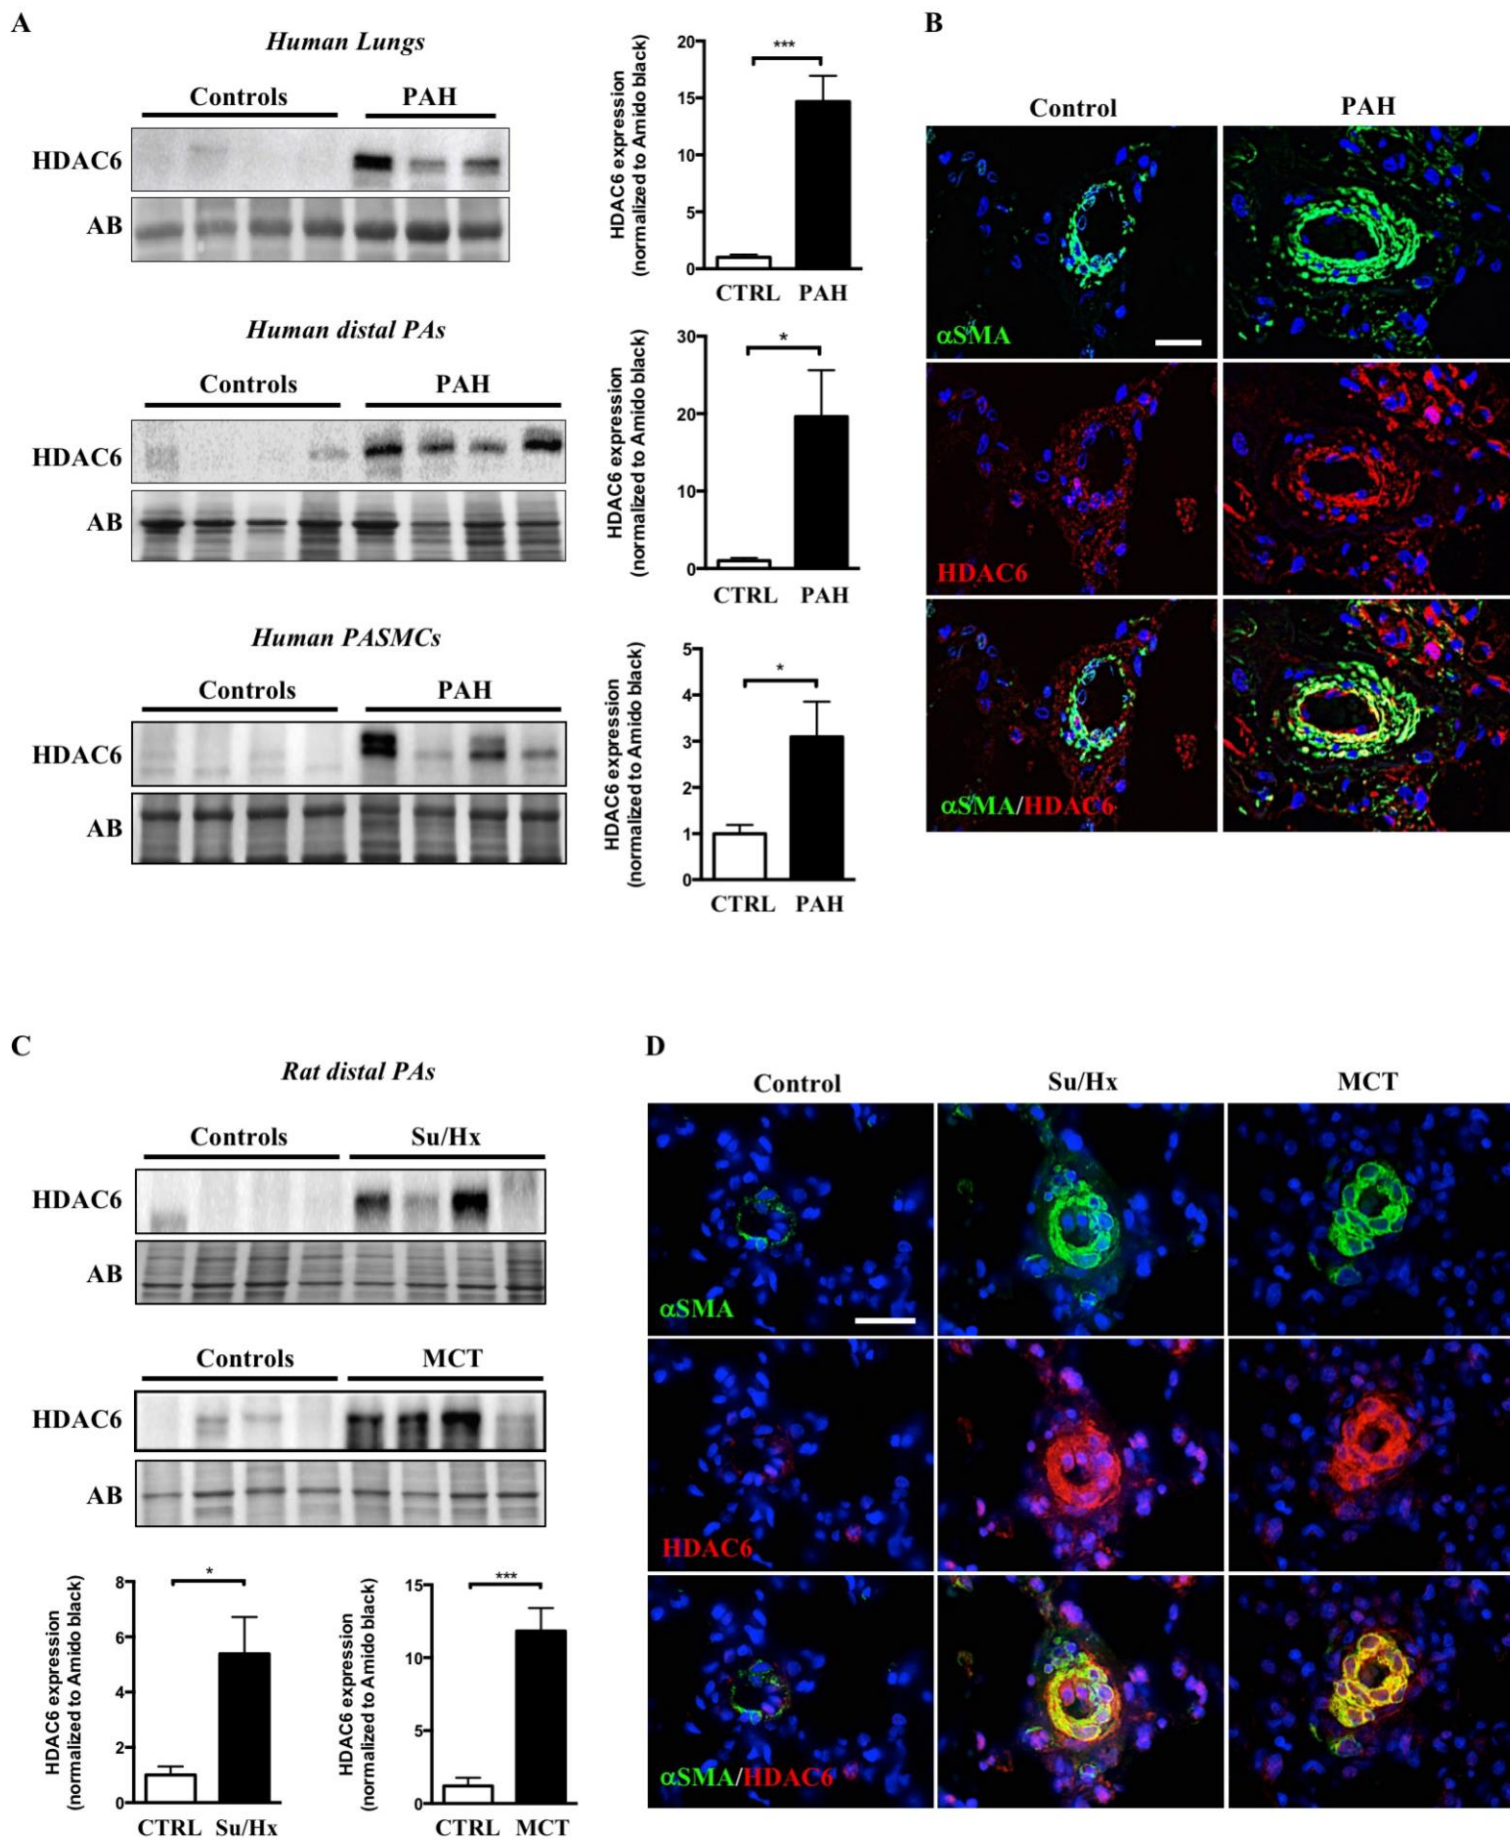 A
Human Lungs
Controls PAH
HDAC6
AB
HDAC6 expression
(normalized to Amido black)
20
15
10
5
0
***
CTRL PAH
Human distal PAs
Controls PAH
HDAC6
AB
HDAC6 expression
(normalized to Amido black)
30
20
10
0
*
CTRL PAH
Human PASMCs
Controls PAH
HDAC6
AB
HDAC6 expression
(normalized to Amido black)
5
4
3
2
1
0
*
CTRL PAH
B
Control PAH
αSMA
HDAC6
αSMA/HDAC6
C
Rat distal PAs
Controls Su/Hx
HDAC6
AB
Controls MCT
HDAC6
AB
HDAC6 expression
(normalized to Amido black)
8
6
4
2
0
*
CTRL Su/Hx
HDAC6 expression
(normalized to Amido black)
15
10
5
0
***
CTRL MCT
D
Control Su/Hx MCT
αSMA
HDAC6
αSMA/HDAC6